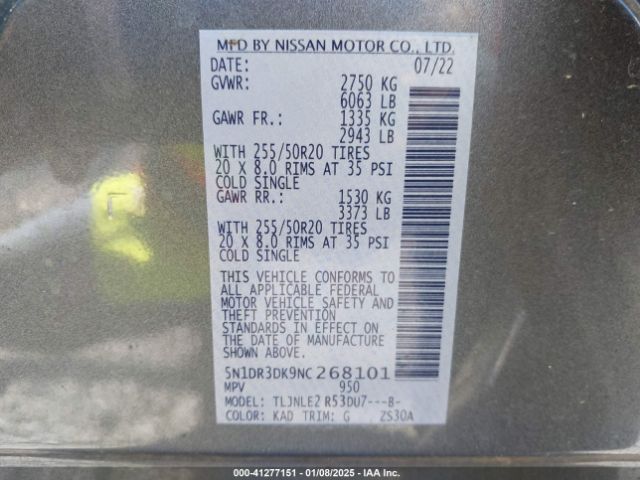 MFD BY NISSAN MOTOR CO., LTD.
DATE: 07/22
GVWR: 2750 KG
6063 LB
GAWR FR.: 1335 KG
2943 LB
WITH 255/50R20 TIRES
20 X 8.0 RIMS AT 35 PSI
COLD SINGLE
GAWR RR.: 1530 KG
3373 LB
WITH 255/50R20 TIRES
20 X 8.0 RIMS AT 35 PSI
COLD SINGLE
THIS VEHICLE CONFORMS TO
ALL APPLICABLE FEDERAL
MOTOR VEHICLE SAFETY AND
THEFT PREVENTION
STANDARDS IN EFFECT ON
THE DATE OF MANUFACTURE
SHOWN ABOVE.
5N1DR3DK9NC268101
MPV 950
MODEL: TLJNLE2 R53DU7---8-
COLOR: KAD TRIM: G ZS30A
000-41277151 | 01/08/2025 | IAA Inc.